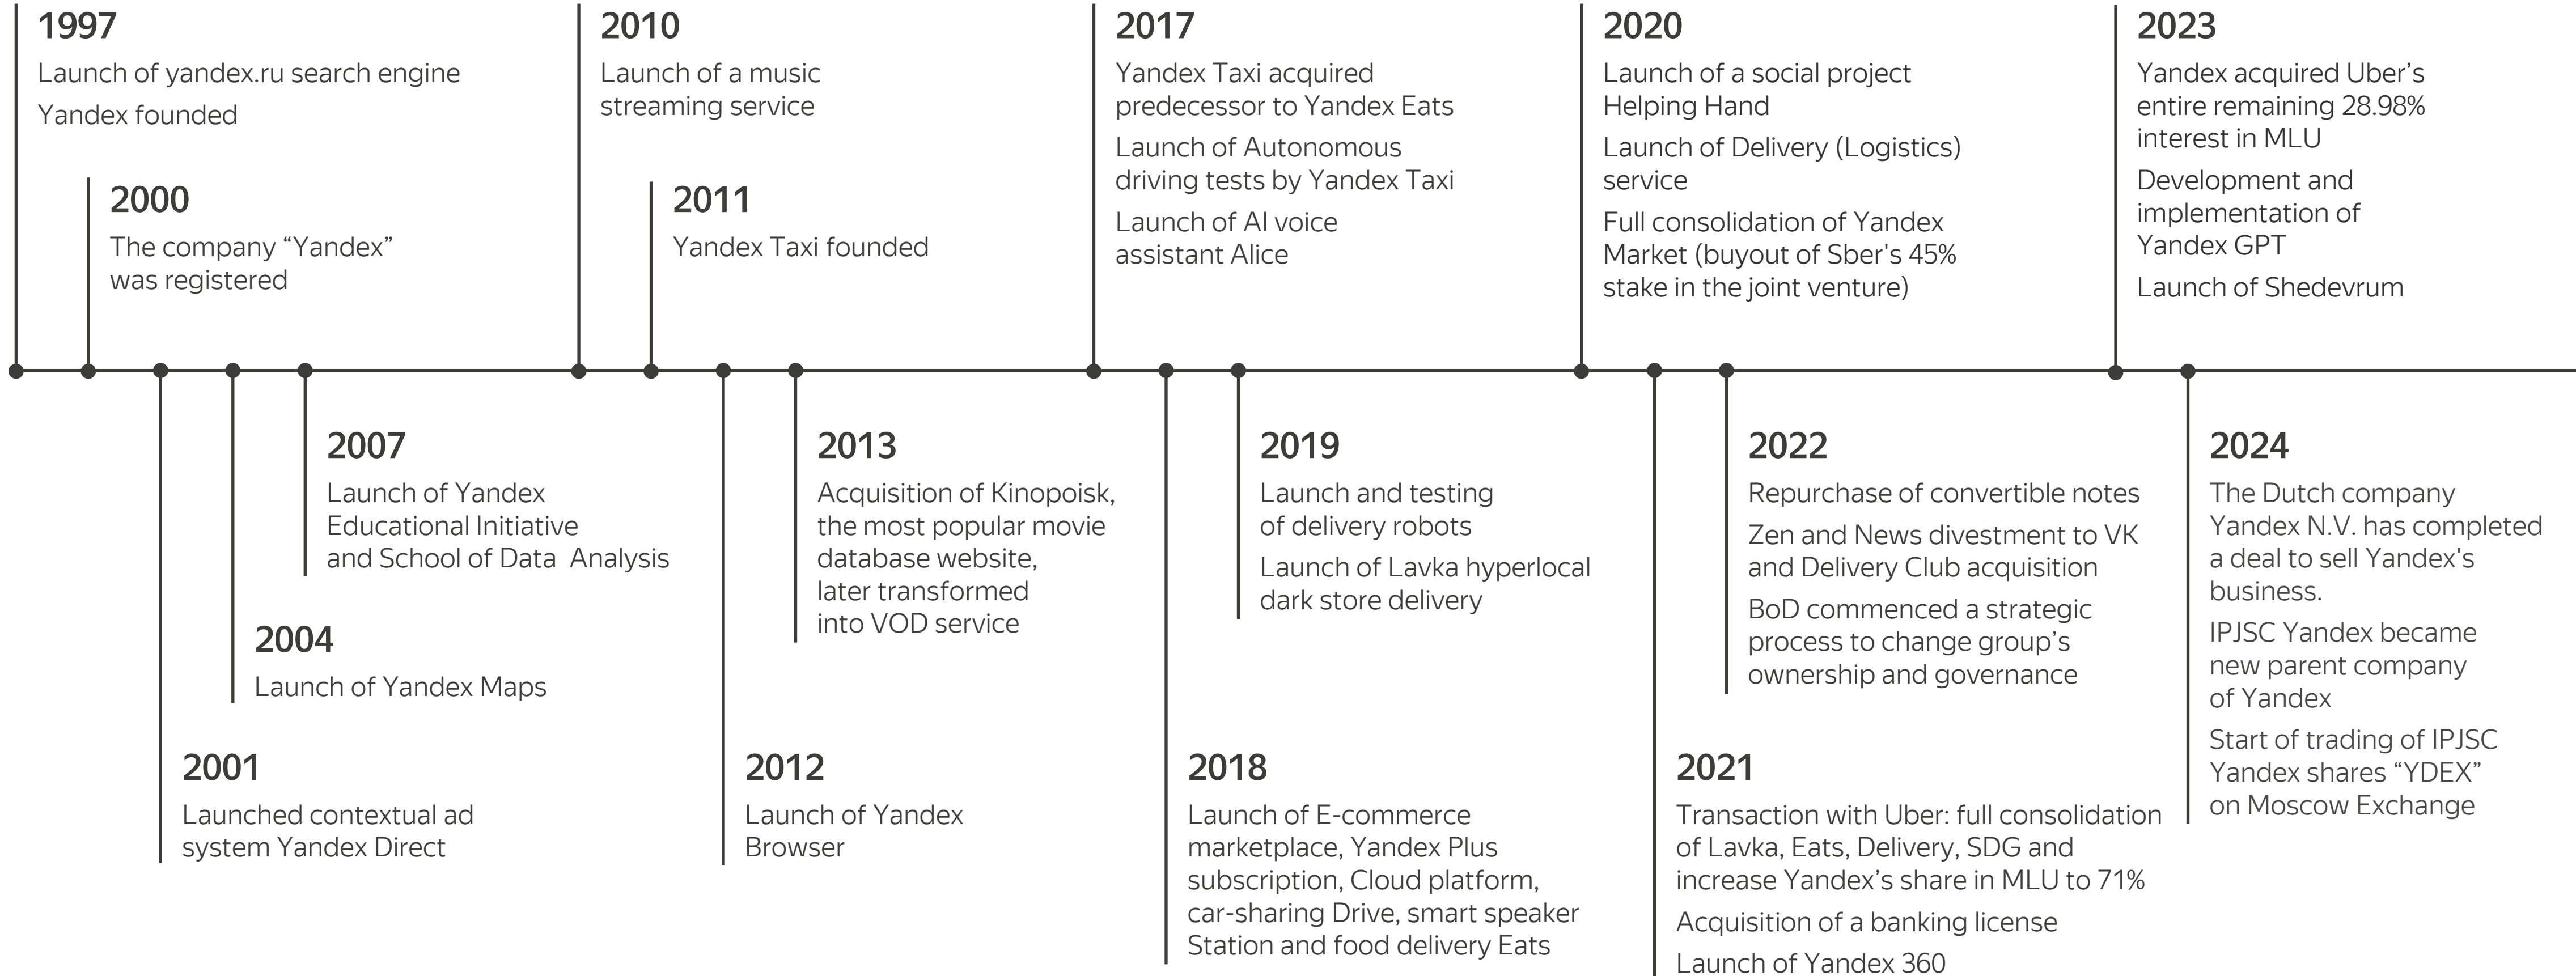 1997
Launch of yandex.ru search engine
Yandex founded
2000
The company “Yandex”
was registered
2001
Launched contextual ad
system Yandex Direct
2004
Launch of Yandex Maps
2007
Launch of Yandex
Educational Initiative
and School of Data Analysis
2010
Launch of a music
streaming service
2011
Yandex Taxi founded
2012
Launch of Yandex
Browser
2013
Acquisition of Kinopoisk,
the most popular movie
database website,
later transformed
into VOD service
2017
Yandex Taxi acquired
predecessor to Yandex Eats
Launch of Autonomous
driving tests by Yandex Taxi
Launch of AI voice
assistant Alice
2018
Launch of E-commerce
marketplace, Yandex Plus
subscription, Cloud platform,
car-sharing Drive, smart speaker
Station and food delivery Eats
2019
Launch and testing
of delivery robots
Launch of Lavka hyperlocal
dark store delivery
2020
Launch of a social project
Helping Hand
Launch of Delivery (Logistics)
service
Full consolidation of Yandex
Market (buyout of Sber's 45%
stake in the joint venture)
2021
Transaction with Uber: full consolidation
of Lavka, Eats, Delivery, SDG and
increase Yandex’s share in MLU to 71%
Acquisition of a banking license
Launch of Yandex 360
2022
Repurchase of convertible notes
Zen and News divestment to VK
and Delivery Club acquisition
BoD commenced a strategic
process to change group’s
ownership and governance
2023
Yandex acquired Uber’s
entire remaining 28.98%
interest in MLU
Development and
implementation of
Yandex GPT
Launch of Shedevrum
2024
The Dutch company
Yandex N.V. has completed
a deal to sell Yandex's
business.
IPJSC Yandex became
new parent company
of Yandex
Start of trading of IPJSC
Yandex shares “YDEX”
on Moscow Exchange